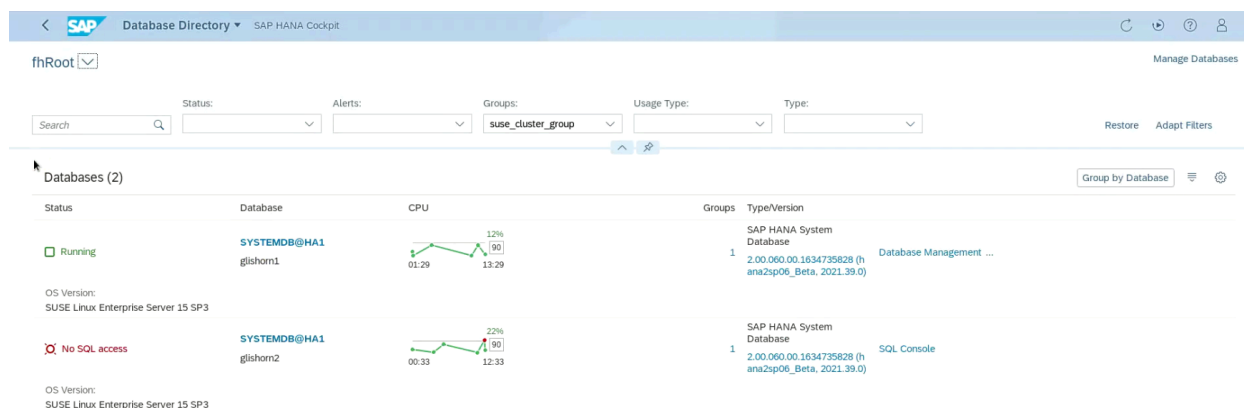 SAP Database Directory SAP HANA Cockpit
fhRoot
Manage Databases
Status: Alerts: Groups: Usage Type: Type:
Search suse_cluster_group Restore Adapt Filters
Databases (2)
Group by Database
Status Database CPU Groups Type/Version
Running
SYSTEMDB@HA1
glishorn1
12%
90
01:29 13:29
1
SAP HANA System
Database
2.00.060.00.1634735828 (h
ana2sp06_Beta, 2021.39.0)
Database Management ...
OS Version:
SUSE Linux Enterprise Server 15 SP3
No SQL access
SYSTEMDB@HA1
glishorn2
22%
90
00:33 12:33
1
SAP HANA System
Database
2.00.060.00.1634735828 (h
ana2sp06_Beta, 2021.39.0)
SQL Console
OS Version:
SUSE Linux Enterprise Server 15 SP3